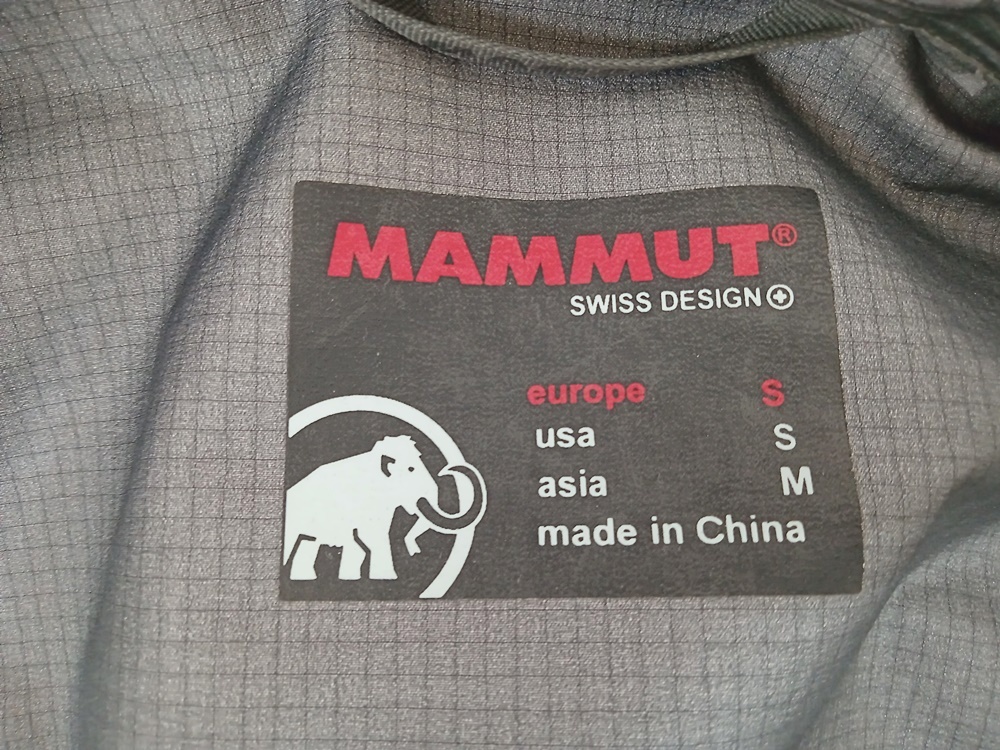 MAMMUT®
SWISS DESIGN
europe S
usa S
asia M
made in China